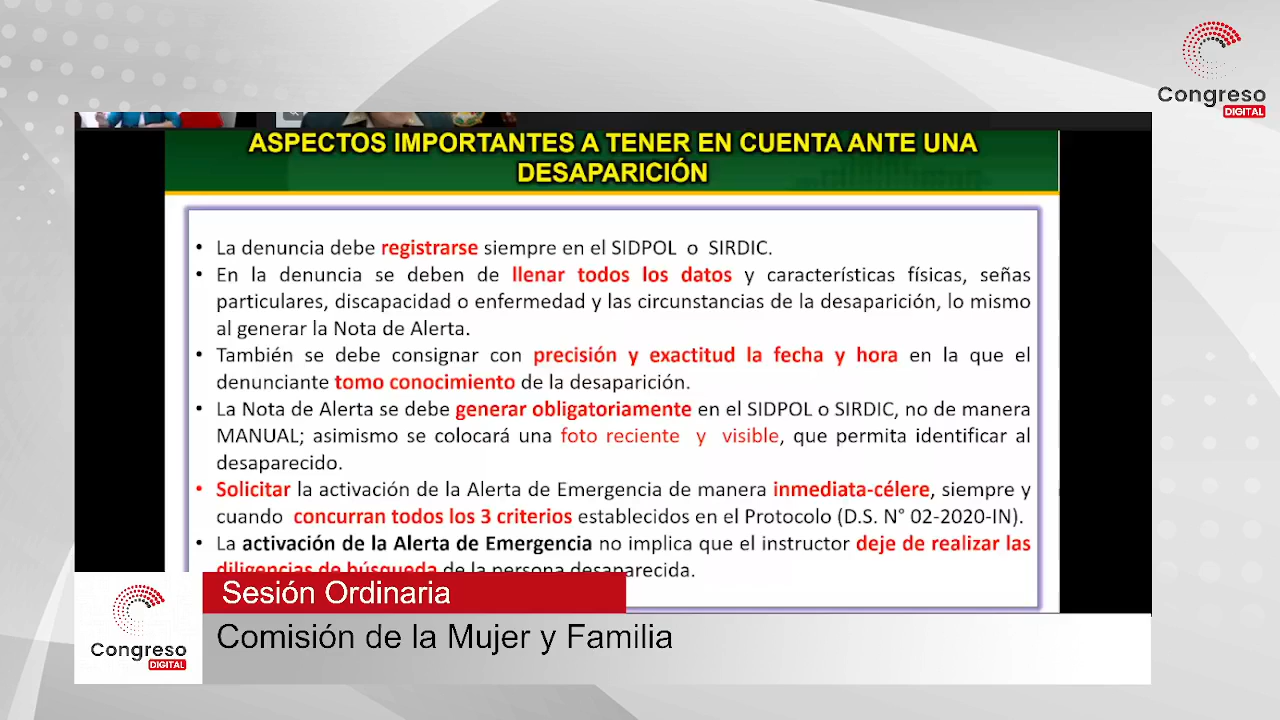 Congreso
DIGITAL
ASPECTOS IMPORTANTES A TENER EN CUENTA ANTE UNA
DESAPARICIÓN
• La denuncia debe registrarse siempre en el SIDPOL o SIRDIC.
• En la denuncia se deben de llenar todos los datos y características físicas, señas
particulares, discapacidad o enfermedad y las circunstancias de la desaparición, lo mismo
al generar la Nota de Alerta.
• También se debe consignar con precisión y exactitud la fecha y hora en la que el
denunciante tomo conocimiento de la desaparición.
• La Nota de Alerta se debe generar obligatoriamente en el SIDPOL o SIRDIC, no de manera
MANUAL; asimismo se colocará una foto reciente y visible, que permita identificar al
desaparecido.
• Solicitar la activación de la Alerta de Emergencia de manera inmediata-célere, siempre y
cuando concurran todos los 3 criterios establecidos en el Protocolo (D.S. N° 02-2020-IN).
• La activación de la Alerta de Emergencia no implica que el instructor deje de realizar las
diligencias de búsqueda de la persona desaparecida.
Sesión Ordinaria
Comisión de la Mujer y Familia
Congreso
DIGITAL